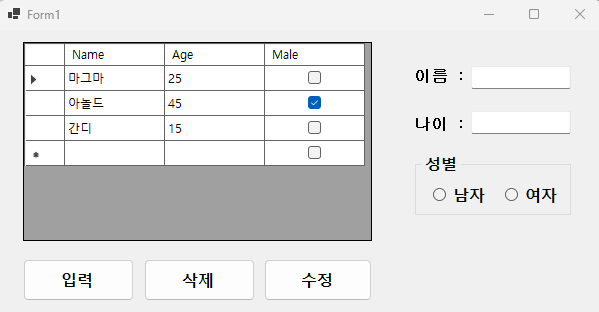 Form1
Name Age Male
마그마 25
아놀드 45
간디 15
이름 :
나이 :
성별
남자 여자
입력 삭제 수정